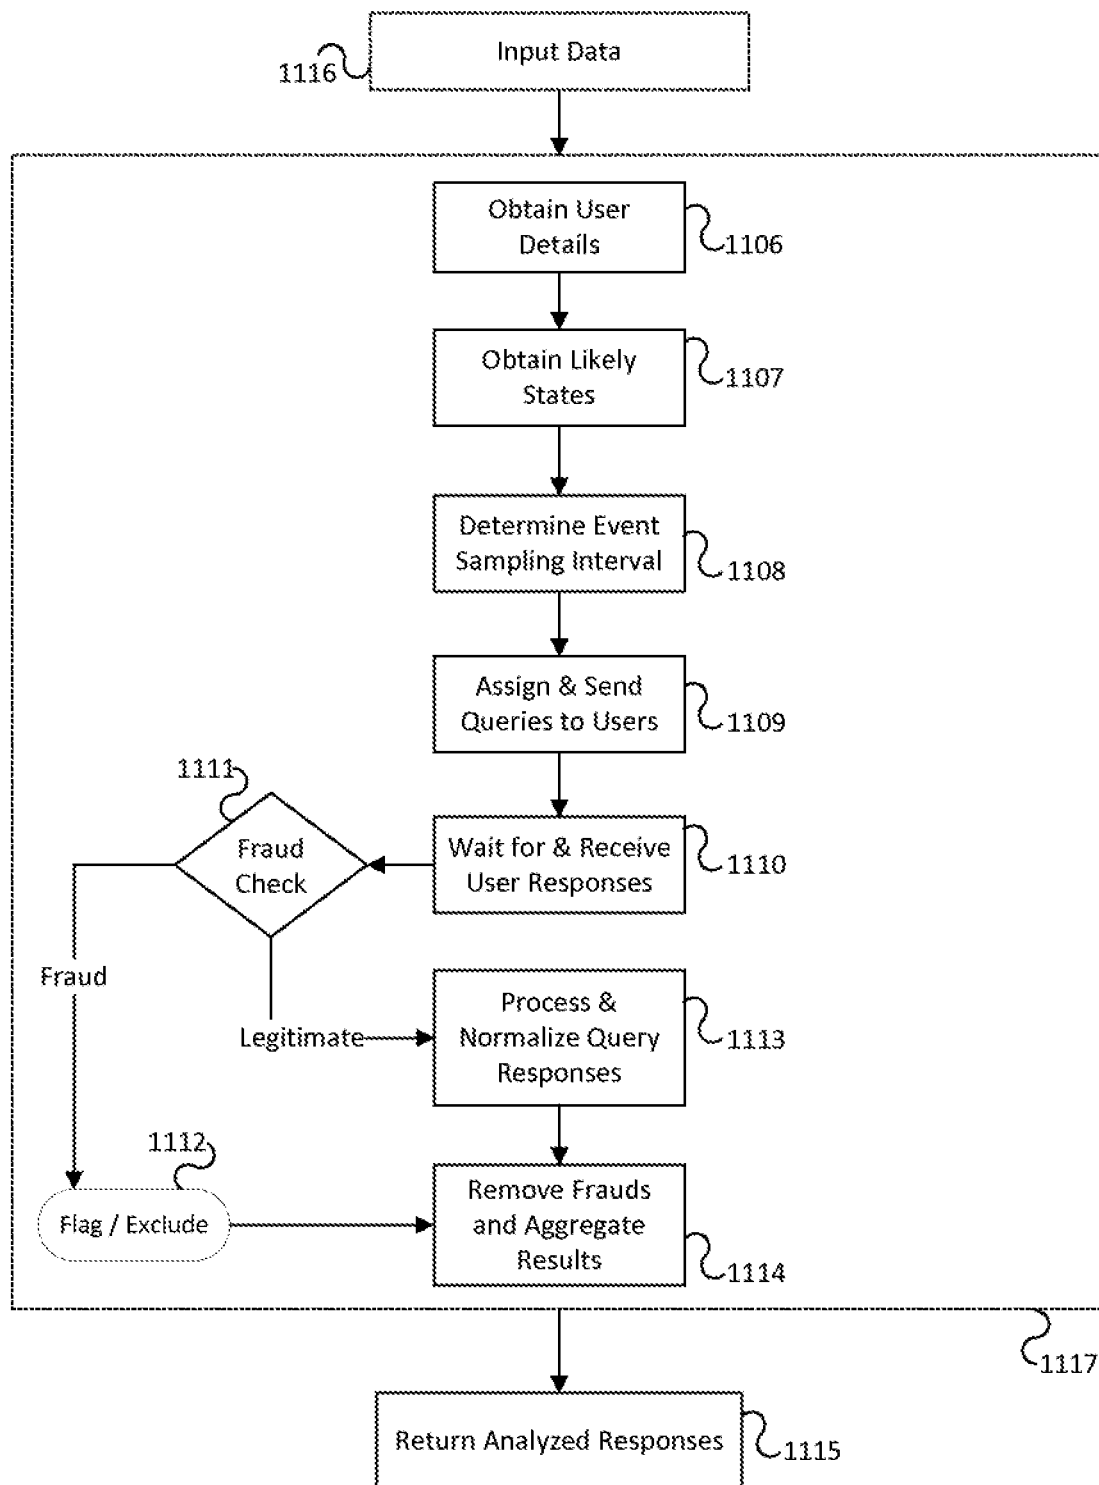 Input Data
1116
Obtain User
Details
1106
Obtain Likely
States
1107
Determine Event
Sampling Interval
1108
Assign & Send
Queries to Users
1109
1111
Fraud
Check
Wait for & Receive
User Responses
1110
Fraud
Legitimate
Process &
Normalize Query
Responses
1113
1112
Flag / Exclude
Remove Frauds
and Aggregate
Results
1114
1117
Return Analyzed Responses
1115